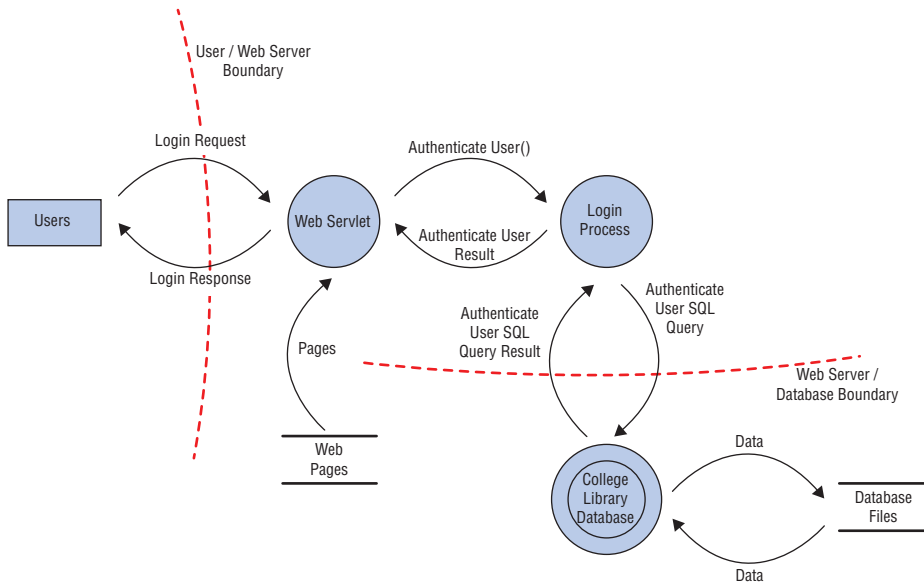 User / Web Server
Boundary
Login Request
Authenticate User()
Users
Web Servlet
Login
Process
Authenticate User
Result
Login Response
Authenticate
User SQL
Query Result
Authenticate
User SQL
Query
Pages
Web Server /
Database Boundary
Web
Pages
Data
College
Library
Database
Database
Files
Data